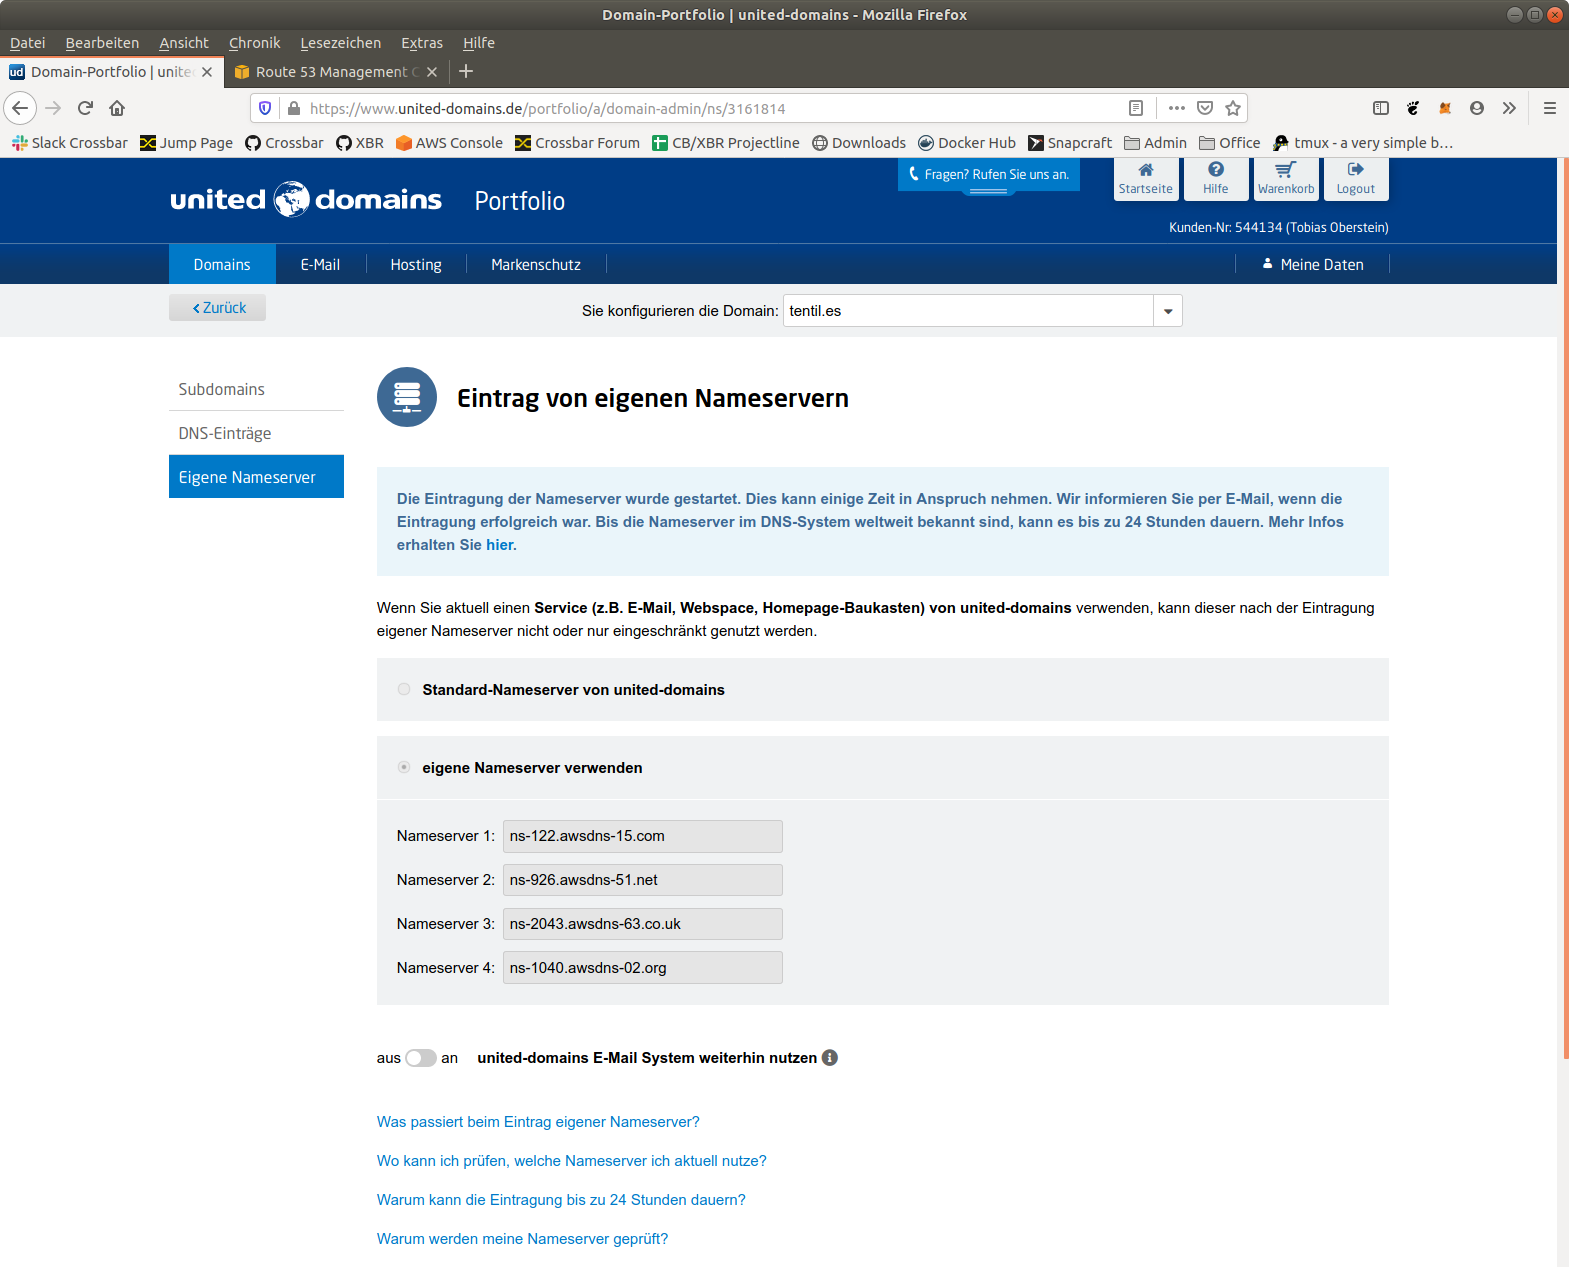 Domain-Portfolio | united-domains - Mozilla Firefox
Datei Bearbeiten Ansicht Chronik Lesezeichen Extras Hilfe
ud Domain-Portfolio | unite Route 53 Management
https://www.united-domains.de/portfolio/a/domain-admin/ns/3161814
Slack Crossbar Jump Page Crossbar XBR AWS Console Crossbar Forum CB/XBR Projectline Downloads Docker Hub Snapcraft Admin Office tmux - a very simple b…
united domains Portfolio
Fragen? Rufen Sie uns an.
Startseite Hilfe Warenkorb Logout
Kunden-Nr: 544134 (Tobias Oberstein)
Domains E-Mail Hosting Markenschutz Meine Daten
Zurück Sie konfigurieren die Domain: tentil.es
Subdomains
DNS-Einträge
Eigene Nameserver
Eintrag von eigenen Nameservern
Die Eintragung der Nameserver wurde gestartet. Dies kann einige Zeit in Anspruch nehmen. Wir informieren Sie per E-Mail, wenn die
Eintragung erfolgreich war. Bis die Nameserver im DNS-System weltweit bekannt sind, kann es bis zu 24 Stunden dauern. Mehr Infos
erhalten Sie hier.
Wenn Sie aktuell einen Service (z.B. E-Mail, Webspace, Homepage-Baukasten) von united-domains verwenden, kann dieser nach der Eintragung
eigener Nameserver nicht oder nur eingeschränkt genutzt werden.
Standard-Nameserver von united-domains
eigene Nameserver verwenden
Nameserver 1: ns-122.awsdns-15.com
Nameserver 2: ns-926.awsdns-51.net
Nameserver 3: ns-2043.awsdns-63.co.uk
Nameserver 4: ns-1040.awsdns-02.org
aus an united-domains E-Mail System weiterhin nutzen
Was passiert beim Eintrag eigener Nameserver?
Wo kann ich prüfen, welche Nameserver ich aktuell nutze?
Warum kann die Eintragung bis zu 24 Stunden dauern?
Warum werden meine Nameserver geprüft?